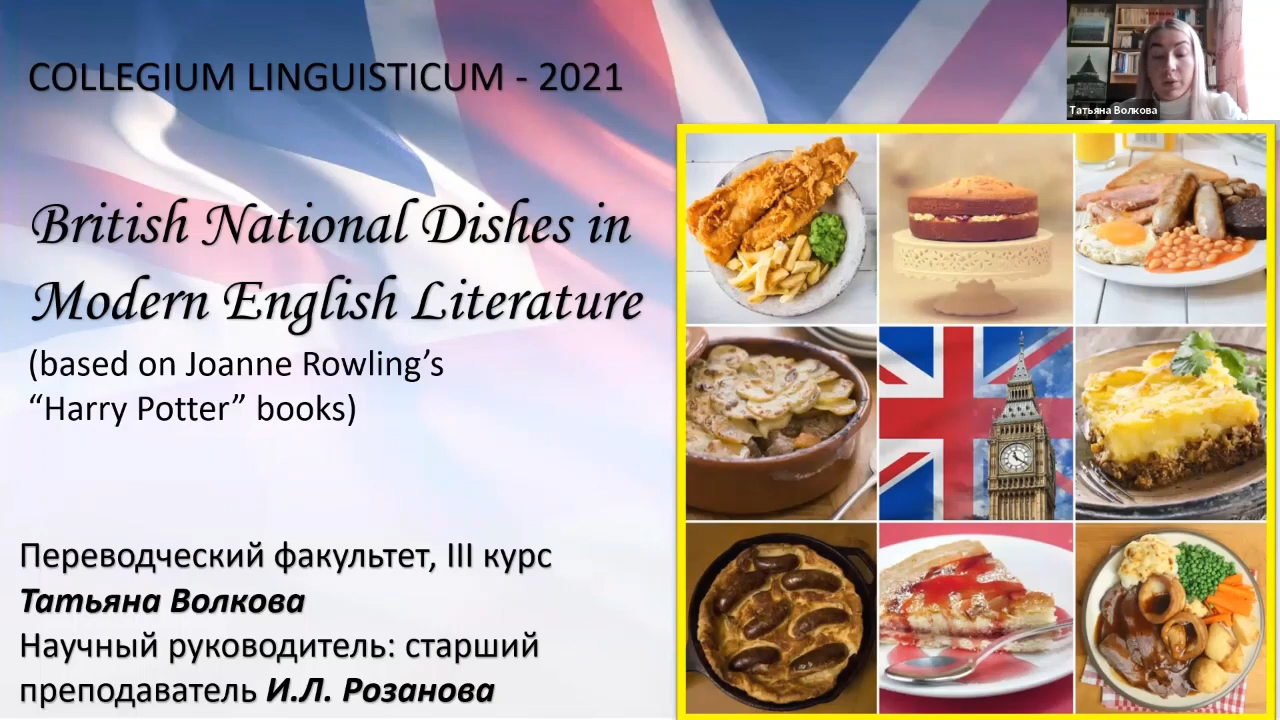 COLLEGIUM LINGUISTICUM - 2021
Татьяна Волкова
British National Dishes in
Modern English Literature
(based on Joanne Rowling’s
“Harry Potter” books)
Переводческий факультет, III курс
Татьяна Волкова
Научный руководитель: старший
преподаватель И.Л. Розанова